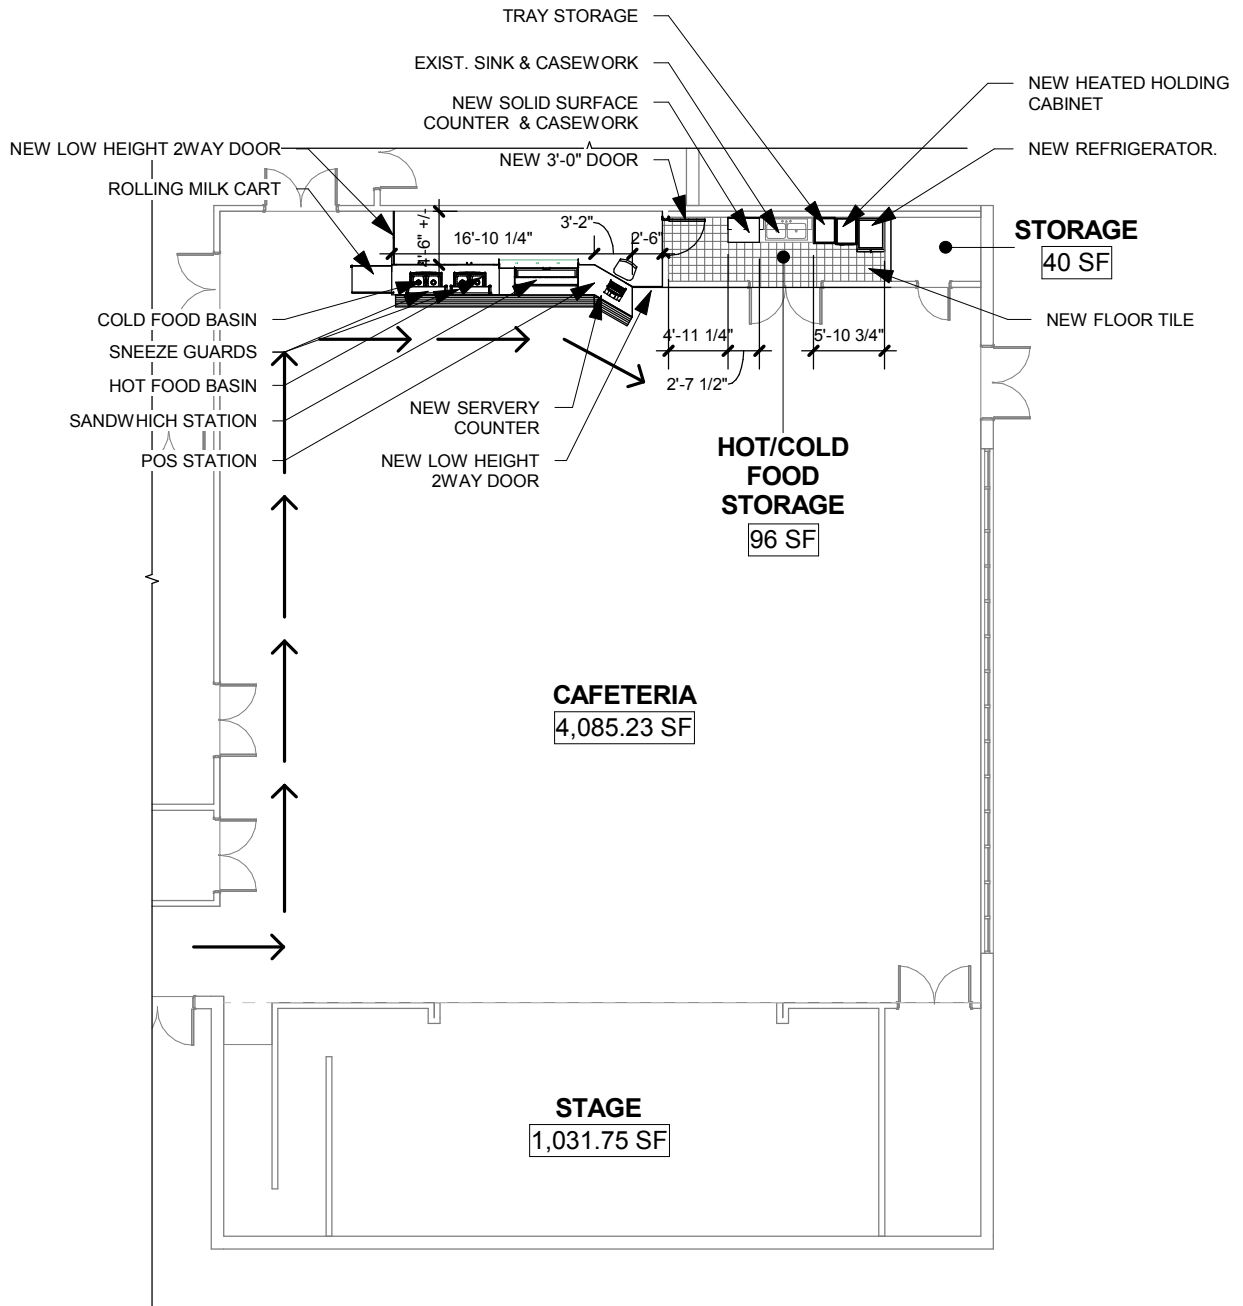 TRAY STORAGE
EXIST. SINK & CASEWORK
NEW SOLID SURFACE
COUNTER & CASEWORK
NEW 3'-0" DOOR
NEW HEATED HOLDING
CABINET
NEW REFRIGERATOR.
NEW LOW HEIGHT 2WAY DOOR
ROLLING MILK CART
4'-6" +/-
16'-10 1/4"
3'-2"
2'-6"
STORAGE
40 SF
COLD FOOD BASIN
SNEEZE GUARDS
HOT FOOD BASIN
SANDWHICH STATION
POS STATION
NEW FLOOR TILE
4'-11 1/4"
5'-10 3/4"
2'-7 1/2"
NEW SERVERY
COUNTER
NEW LOW HEIGHT
2WAY DOOR
HOT/COLD
FOOD
STORAGE
96 SF
CAFETERIA
4,085.23 SF
STAGE
1,031.75 SF